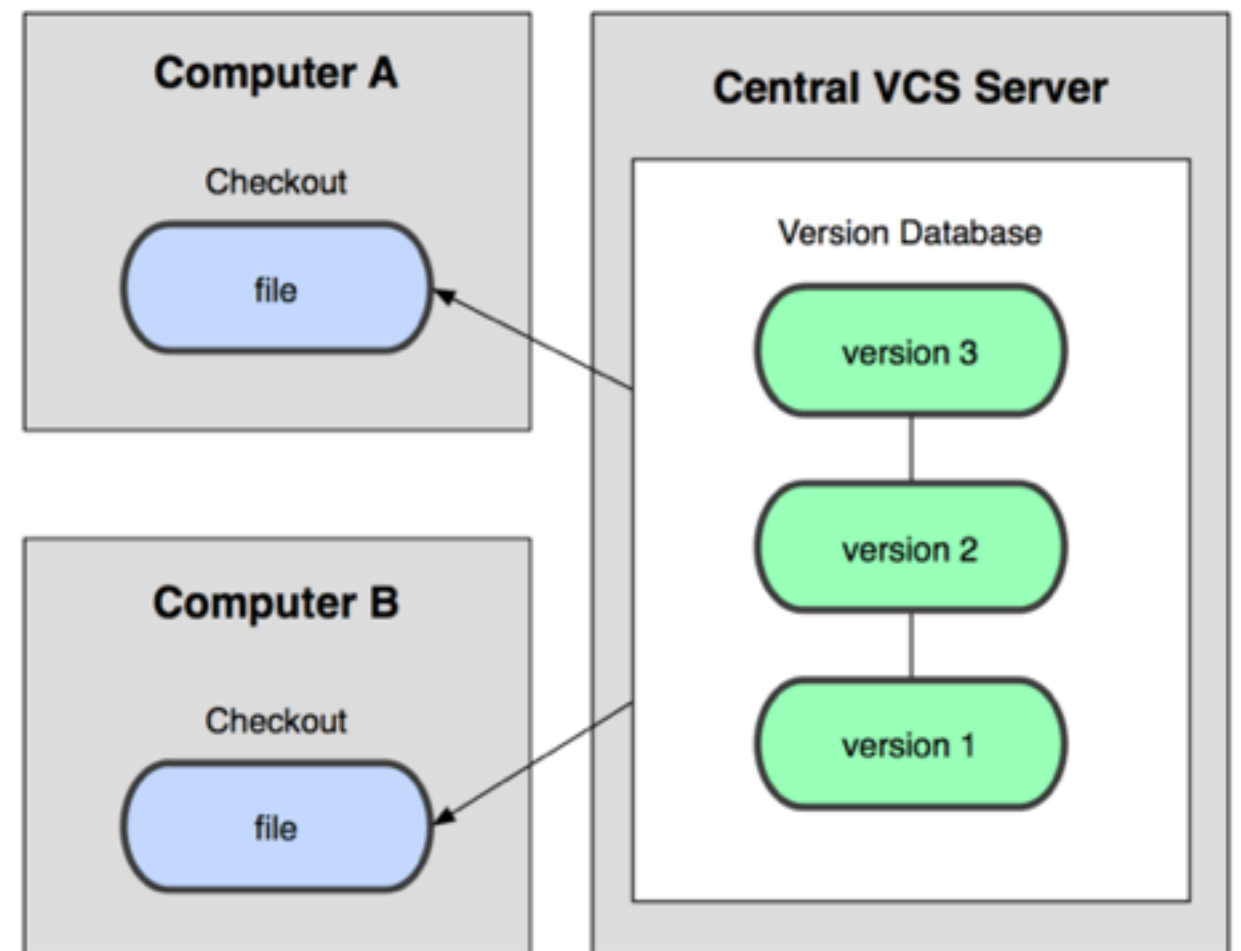 Computer A
Checkout
file
Computer B
Checkout
file
Central VCS Server
Version Database
version 3
version 2
version 1